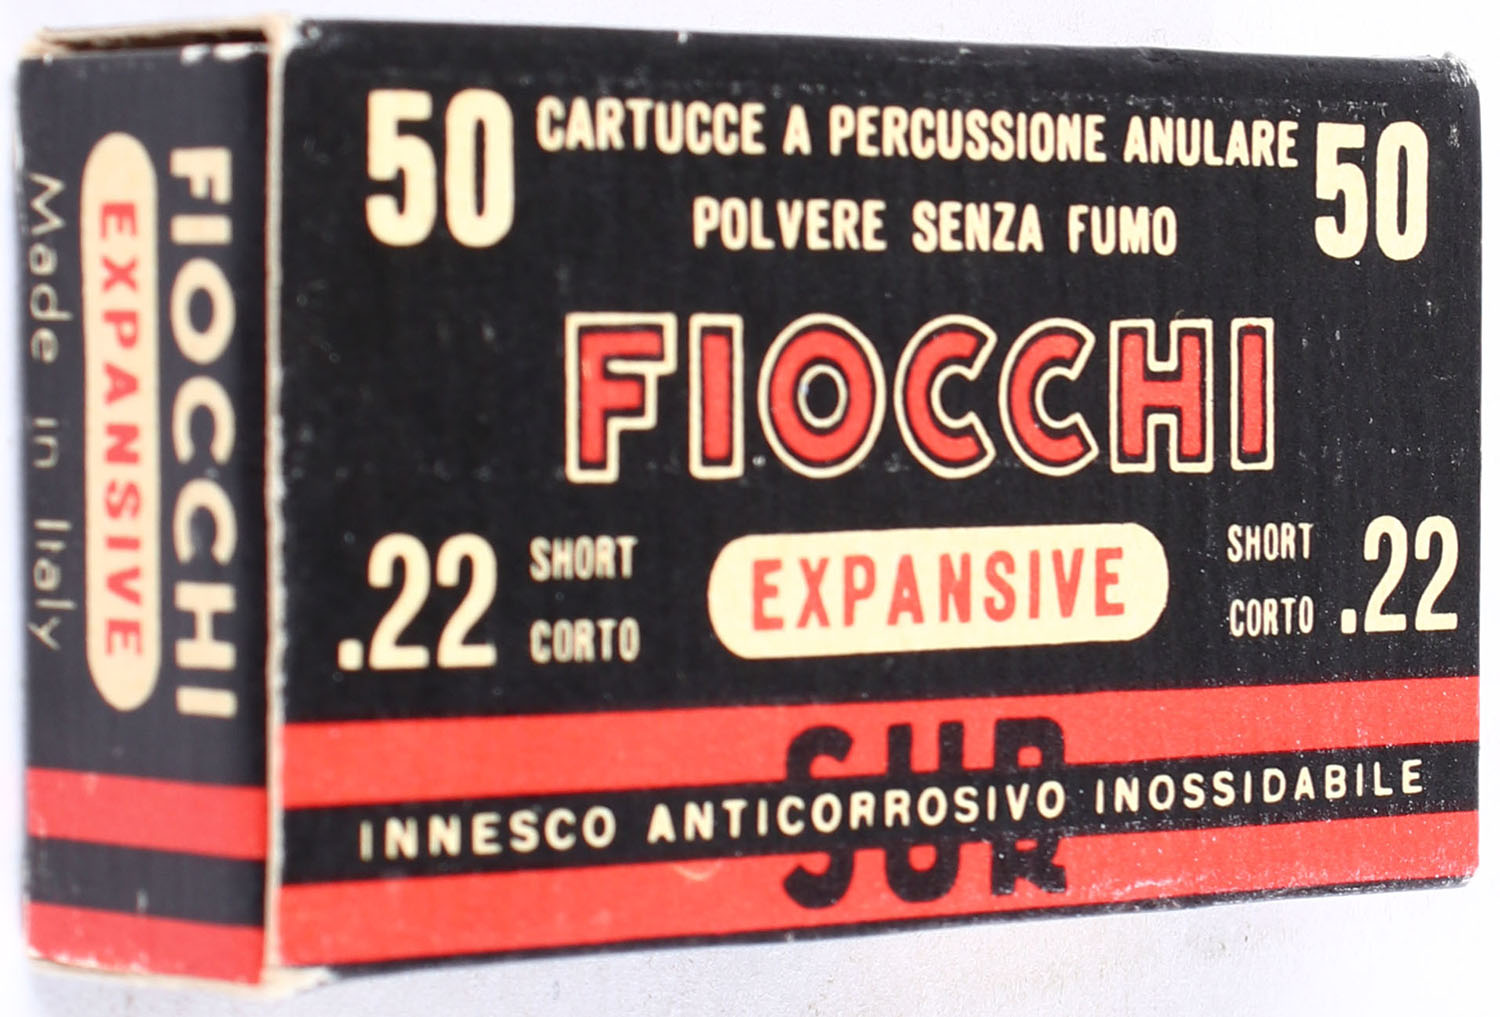 Made in Italy
EXPANSIVE
FIOCCHI
50 CARTUCCE A PERCUSSIONE ANULARE 50
POLVERE SENZA FUMO
FIOCCHI
.22 SHORT CORTO
EXPANSIVE
SHORT CORTO .22
SUR
INNESCO ANTICORROSIVO INOSSIDABILE